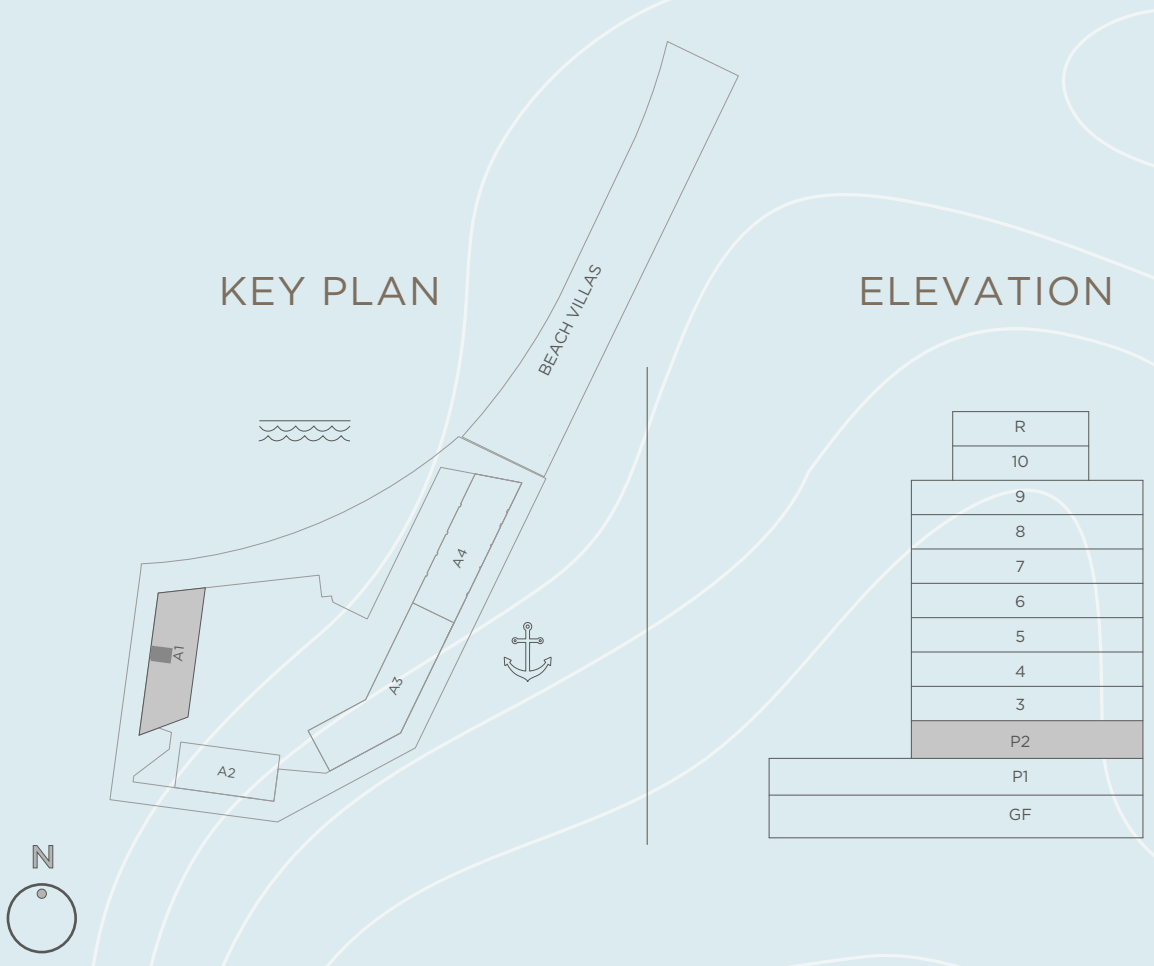 KEY PLAN
BEACH VILLAS
A4
A1
A3
A2
N
ELEVATION
R
10
9
8
7
6
5
4
3
P2
P1
GF